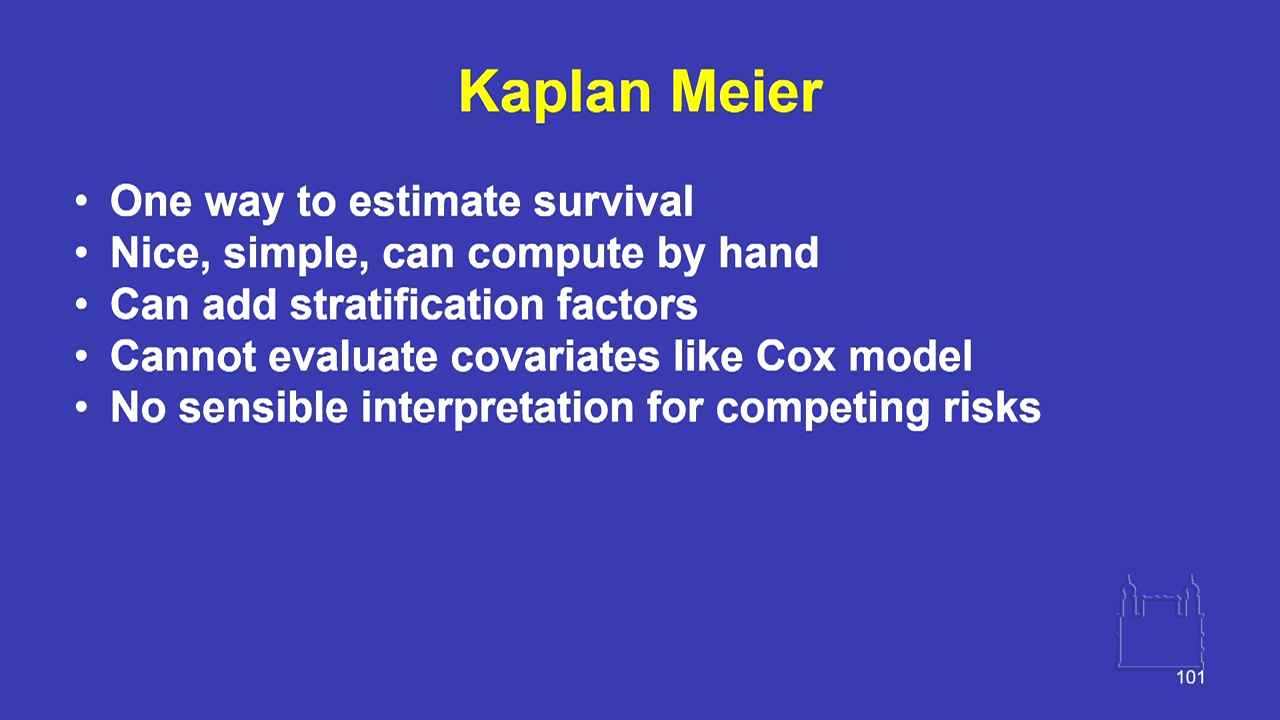 Kaplan Meier
• One way to estimate survival
• Nice, simple, can compute by hand
• Can add stratification factors
• Cannot evaluate covariates like Cox model
• No sensible interpretation for competing risks
101